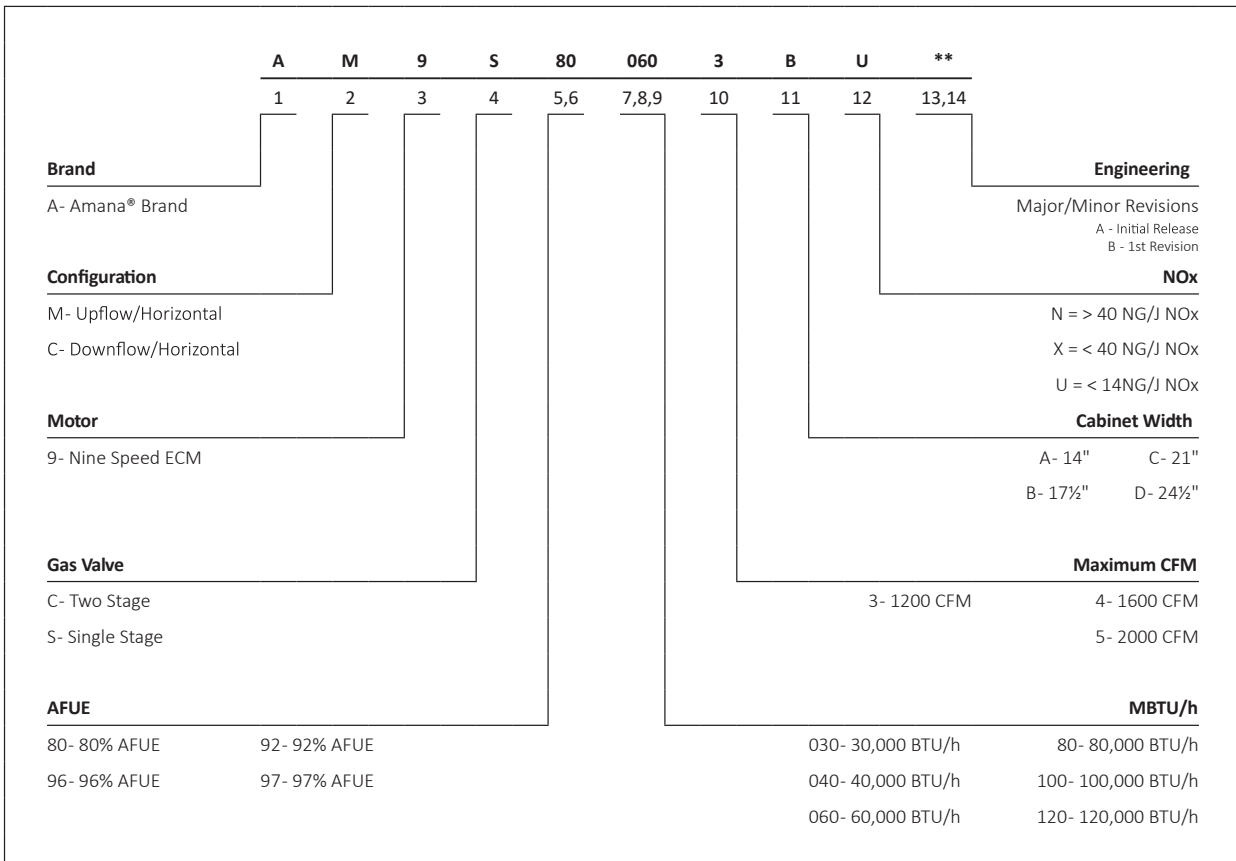 A M 9 S 80 060 3 B U **
1 2 3 4 5,6 7,8,9 10 11 12 13,14
Brand
A- Amana® Brand
Engineering
Major/Minor Revisions
A - Initial Release
B - 1st Revision
Configuration
M- Upflow/Horizontal
C- Downflow/Horizontal
NOx
N = > 40 NG/J NOx
X = < 40 NG/J NOx
U = < 14NG/J NOx
Motor
9- Nine Speed ECM
Cabinet Width
A- 14" C- 21"
B- 17½" D- 24½"
Gas Valve
C- Two Stage
S- Single Stage
Maximum CFM
3- 1200 CFM 4- 1600 CFM
5- 2000 CFM
AFUE
80- 80% AFUE 92- 92% AFUE
96- 96% AFUE 97- 97% AFUE
MBTU/h
030- 30,000 BTU/h 80- 80,000 BTU/h
040- 40,000 BTU/h 100- 100,000 BTU/h
060- 60,000 BTU/h 120- 120,000 BTU/h